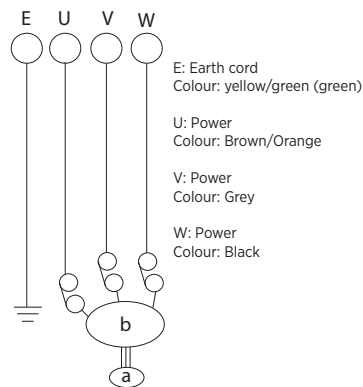 E U V W
E: Earth cord
Colour: yellow/green (green)
U: Power
Colour: Brown/Orange
V: Power
Colour: Grey
W: Power
Colour: Black
b
a